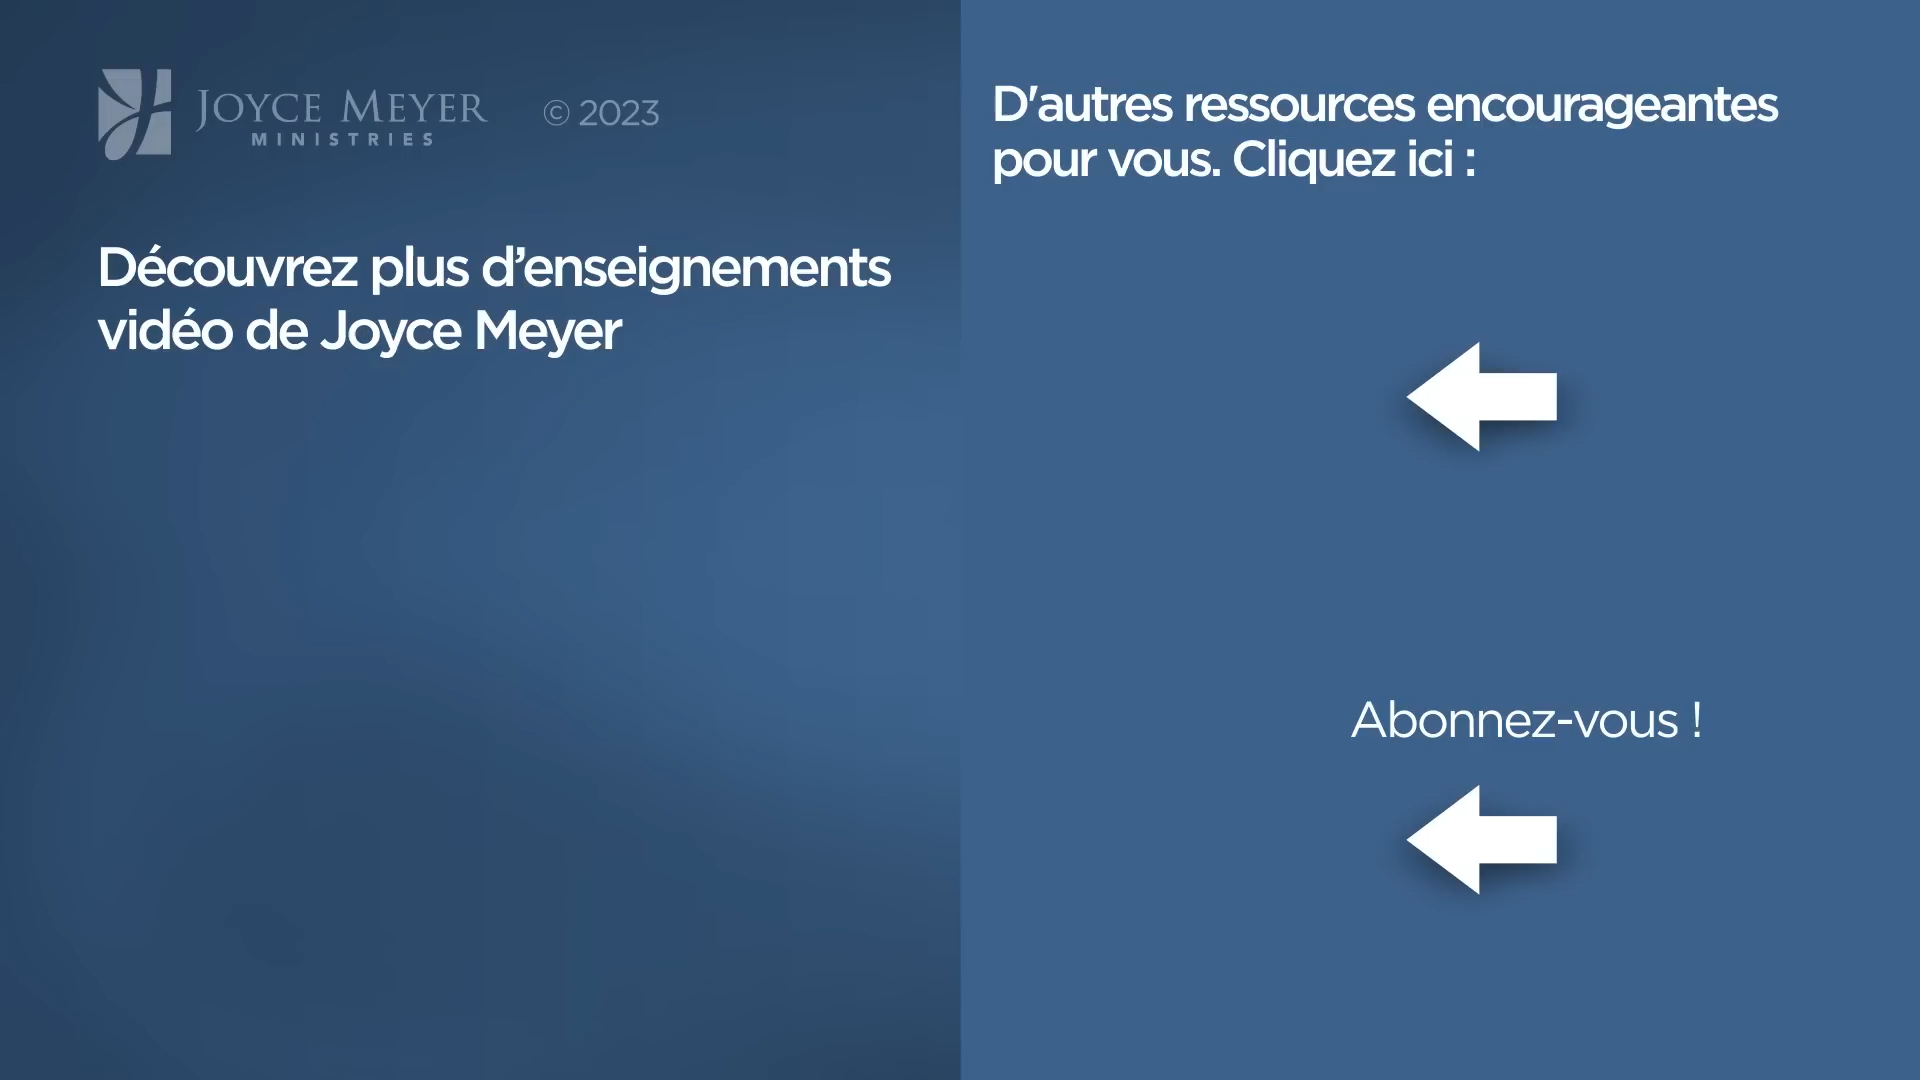 JOYCE MEYER
MINISTRIES
© 2023
Découvrez plus d’enseignements
vidéo de Joyce Meyer
D'autres ressources encourageantes
pour vous. Cliquez ici :
Abonnez-vous !